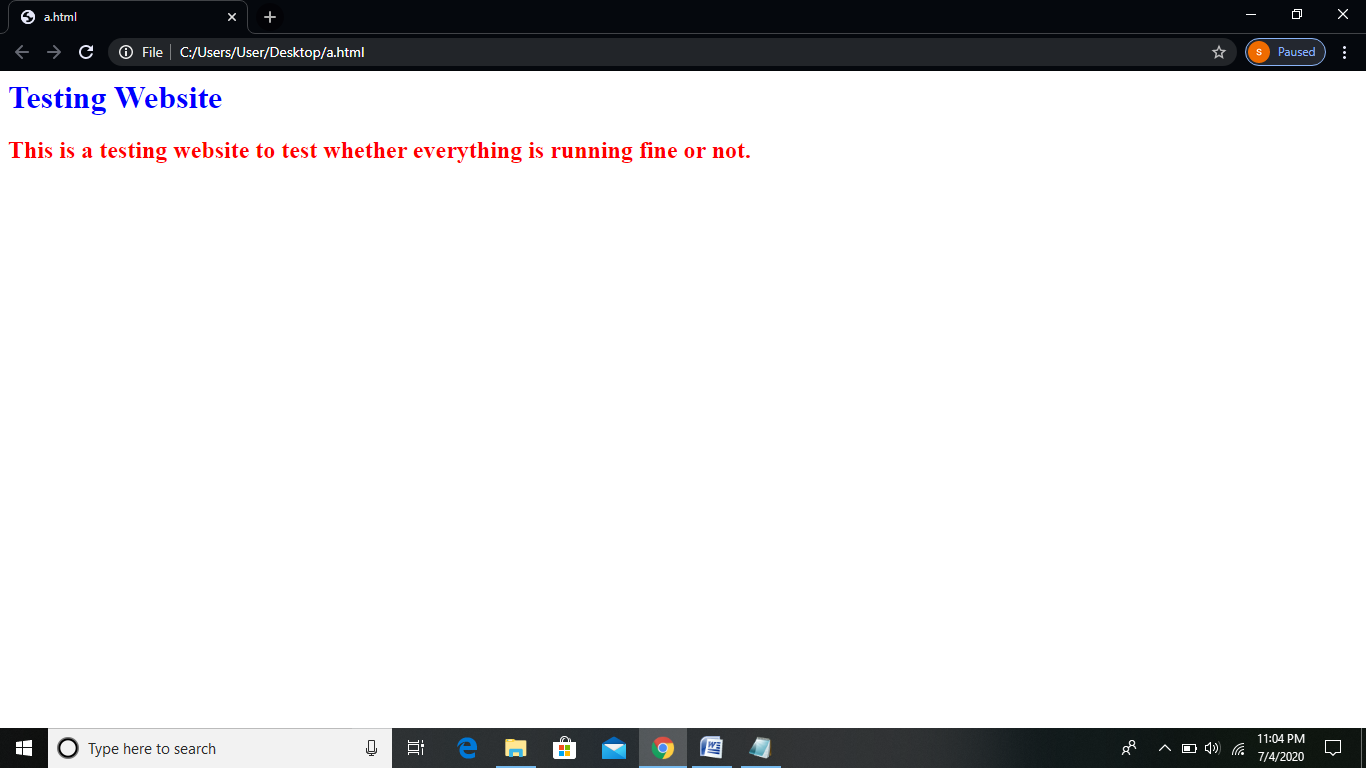 a.html
File
C:/Users/User/Desktop/a.html
S
Paused
Testing Website
This is a testing website to test whether everything is running fine or not.
Type here to search
W
11:04 PM
7/4/2020